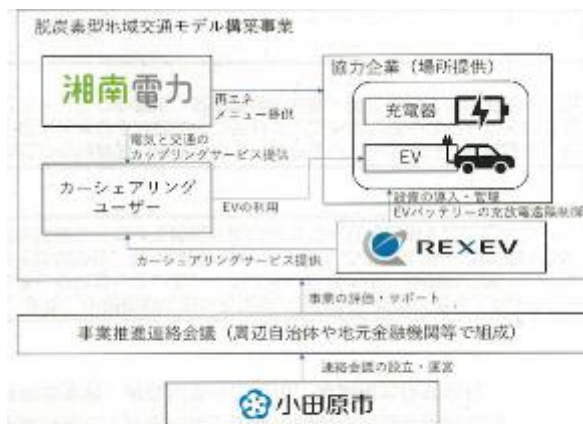 脱炭素型地域交通モデル構築事業
湘南電力
再エネ
メニュー提供
協力企業（場所提供）
充電器
EV
電気と交通の
カップリングサービス提供
カーシェアリング
ユーザー
EVの利用
設備の導入・管理
EVバッテリーの充放電遠隔制御
REXEV
カーシェアリングサービス提供
事業の評価・サポート
事業推進連絡会議（周辺自治体や地元金融機関等で組成）
連絡会議の設立・運営
小田原市